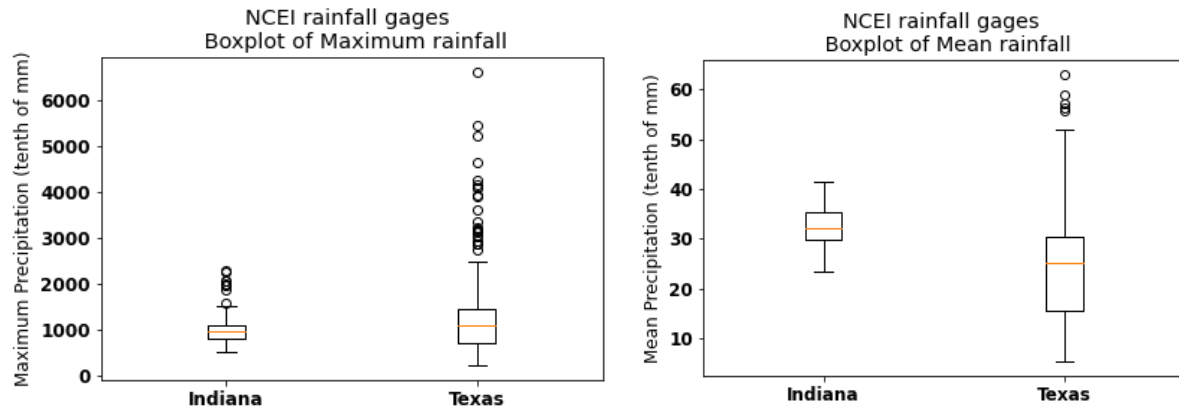 NCEI rainfall gages
Boxplot of Maximum rainfall
Maximum Precipitation (tenth of mm)
6000
5000
4000
3000
2000
1000
0
Indiana Texas
NCEI rainfall gages
Boxplot of Mean rainfall
Mean Precipitation (tenth of mm)
60
50
40
30
20
10
Indiana Texas